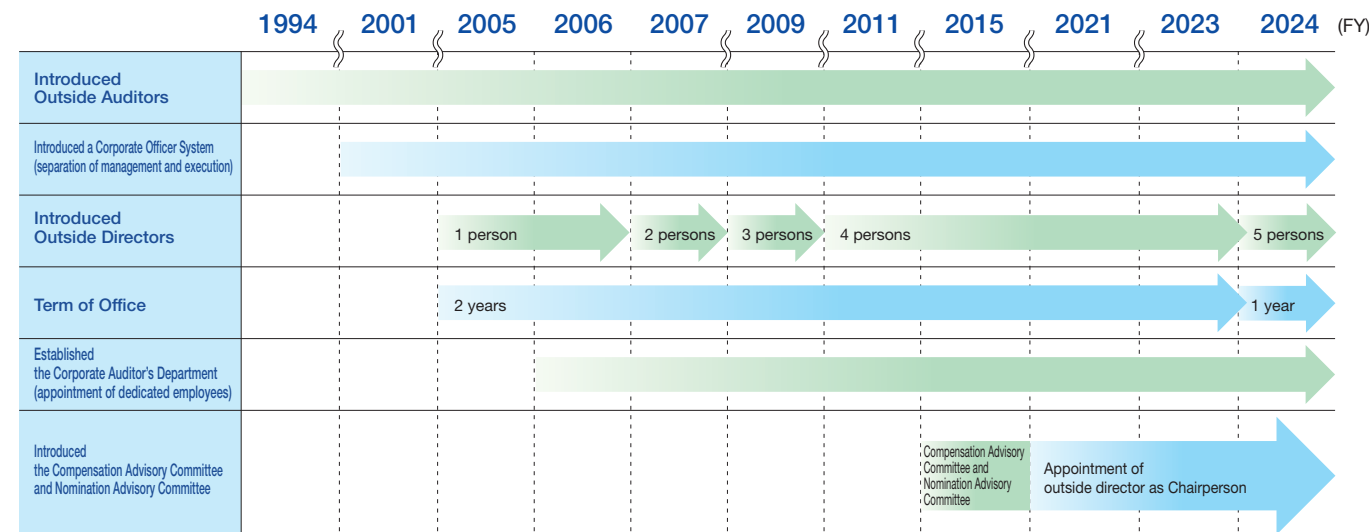 1994 2001 2005 2006 2007 2009 2011 2015 2021 2023 2024 (FY)
Introduced
Outside Auditors
Introduced a Corporate Officer System
(separation of management and execution)
Introduced
Outside Directors
1 person
2 persons
3 persons
4 persons
5 persons
Term of Office
2 years
1 year
Established
the Corporate Auditor's Department
(appointment of dedicated employees)
Introduced
the Compensation Advisory Committee
and Nomination Advisory Committee
Compensation Advisory
Committee and
Nomination Advisory
Committee
Appointment of
outside director as Chairperson